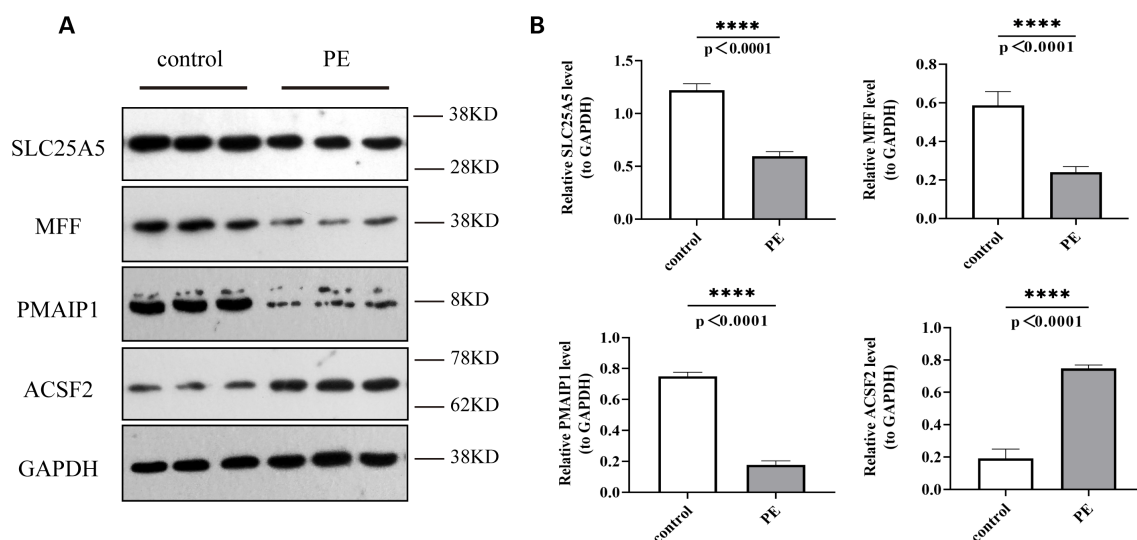 A
control PE
SLC25A5
38KD
28KD
MFF
38KD
PMAIP1
8KD
ACSF2
78KD
62KD
GAPDH
38KD
B
****
p<0.0001
Relative SLC25A5 level
(to GAPDH)
1.5
1.0
0.5
0.0
control
PE
****
p<0.0001
Relative MFF level
(to GAPDH)
0.8
0.6
0.4
0.2
0.0
control
PE
****
p<0.0001
Relative PMAIP1 level
(to GAPDH)
1.0
0.8
0.6
0.4
0.2
0.0
control
PE
****
p<0.0001
Relative ACSF2 level
(to GAPDH)
1.0
0.8
0.6
0.4
0.2
0.0
control
PE